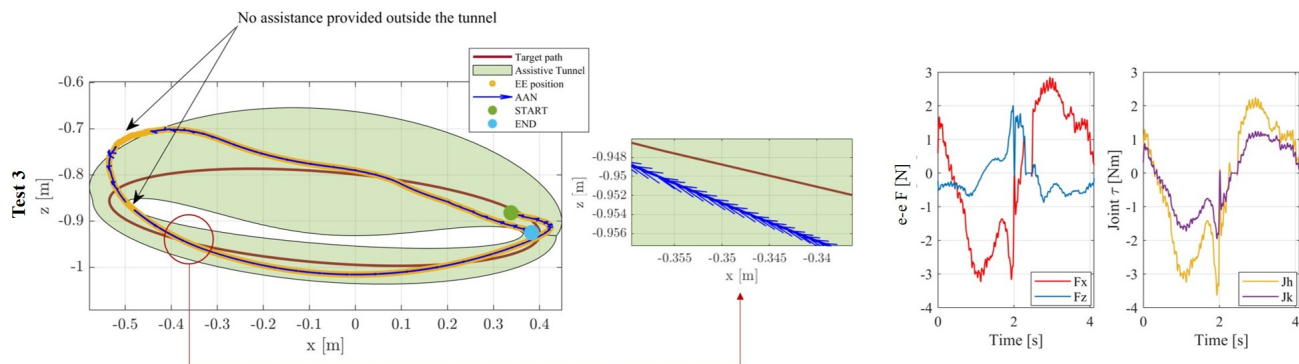 No assistance provided outside the tunnel
Target path
Assistive Tunnel
EE position
AAN
START
END
Test 3
z [m]
-0.6
-0.7
-0.8
-0.9
-1
-0.5 -0.4 -0.3 -0.2 -0.1 0 0.1 0.2 0.3 0.4
x [m]
z [m]
-0.948
-0.95
-0.952
-0.954
-0.956
-0.355 -0.35 -0.345 -0.34
x [m]
e-e F [N]
3
2
1
0
-1
-2
-3
-4
Fx
Fz
0 2 4
Time [s]
Joint τ [Nm]
3
2
1
0
-1
-2
-3
-4
Jh
Jk
0 2 4
Time [s]